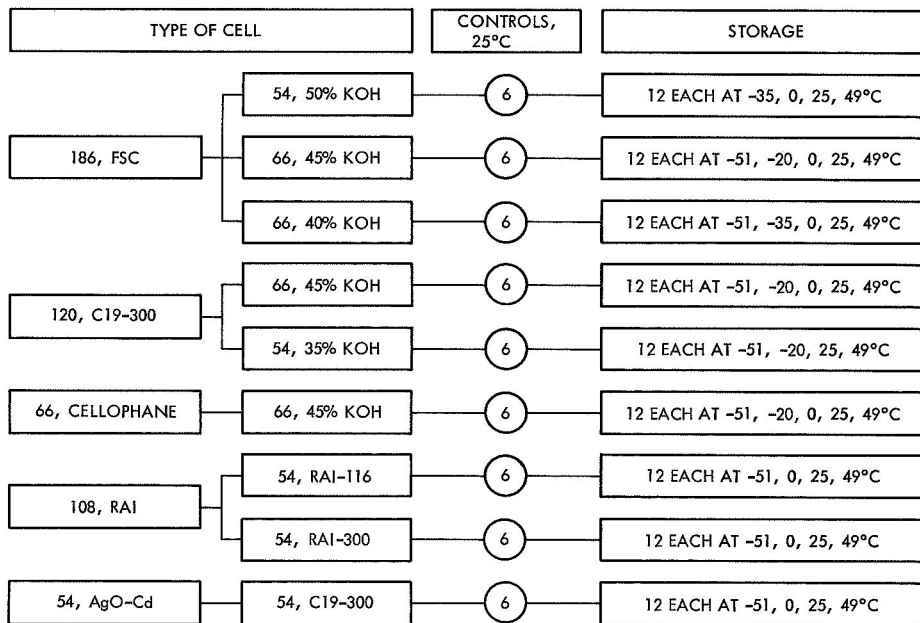 TYPE OF CELL
CONTROLS,
25°C
STORAGE
54, 50% KOH
6
12 EACH AT -35, 0, 25, 49°C
186, FSC
66, 45% KOH
6
12 EACH AT -51, -20, 0, 25, 49°C
66, 40% KOH
6
12 EACH AT -51, -35, 0, 25, 49°C
66, 45% KOH
6
12 EACH AT -51, -20, 0, 25, 49°C
120, C19-300
54, 35% KOH
6
12 EACH AT -51, -20, 25, 49°C
66, CELLOPHANE
66, 45% KOH
6
12 EACH AT -51, -20, 0, 25, 49°C
54, RAI-116
6
12 EACH AT -51, 0, 25, 49°C
108, RAI
54, RAI-300
6
12 EACH AT -51, 0, 25, 49°C
54, AgO-Cd
54, C19-300
6
12 EACH AT -51, 0, 25, 49°C